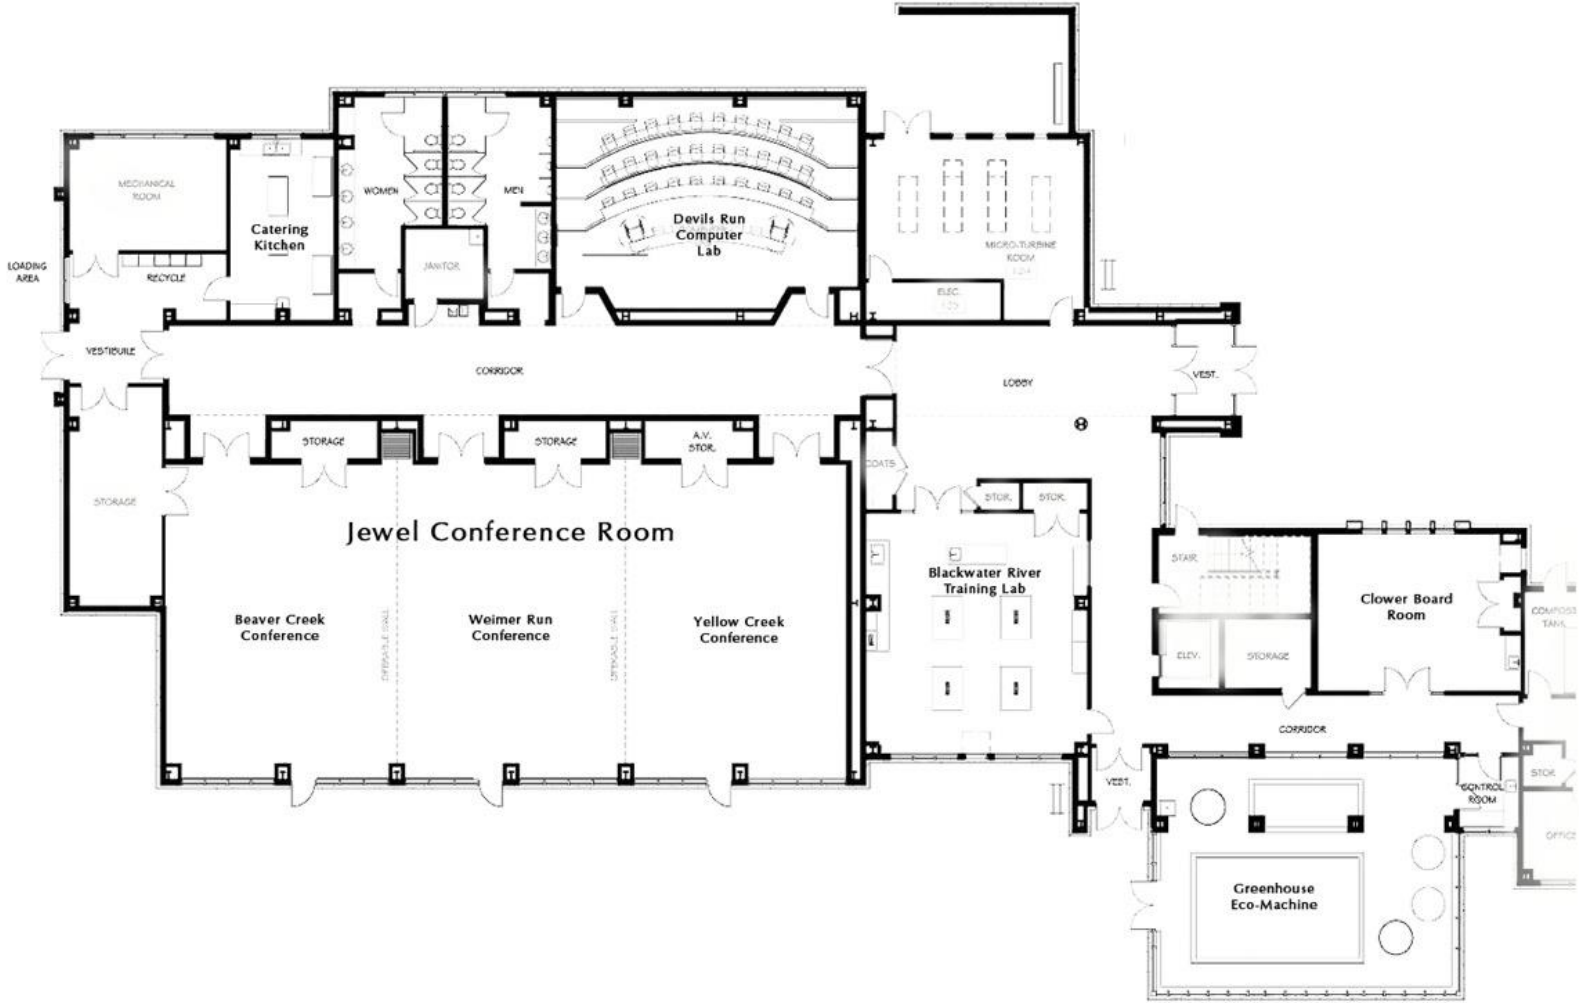 MECHANICAL
ROOM
Catering
Kitchen
WOMEN
MEN
JANITOR
Devils Run
Computer
Lab
MICRO-TURBINE
ROOM
ELEC.
LOADING
AREA
RECYCLE
VESTIBULE
CORRIDOR
LOBBY
VEST.
STORAGE
STORAGE
A.V.
STOR.
COATS
STORAGE
STOR.
STOR.
Jewel Conference Room
Beaver Creek
Conference
Weimer Run
Conference
Yellow Creek
Conference
OPERABLE WALL
OPERABLE WALL
Blackwater River
Training Lab
STAIR
ELEV.
STORAGE
Clower Board
Room
COMPOST
TANK
CORRIDOR
VEST.
CONTROL
ROOM
STOR.
OFFICE
Greenhouse
Eco-Machine